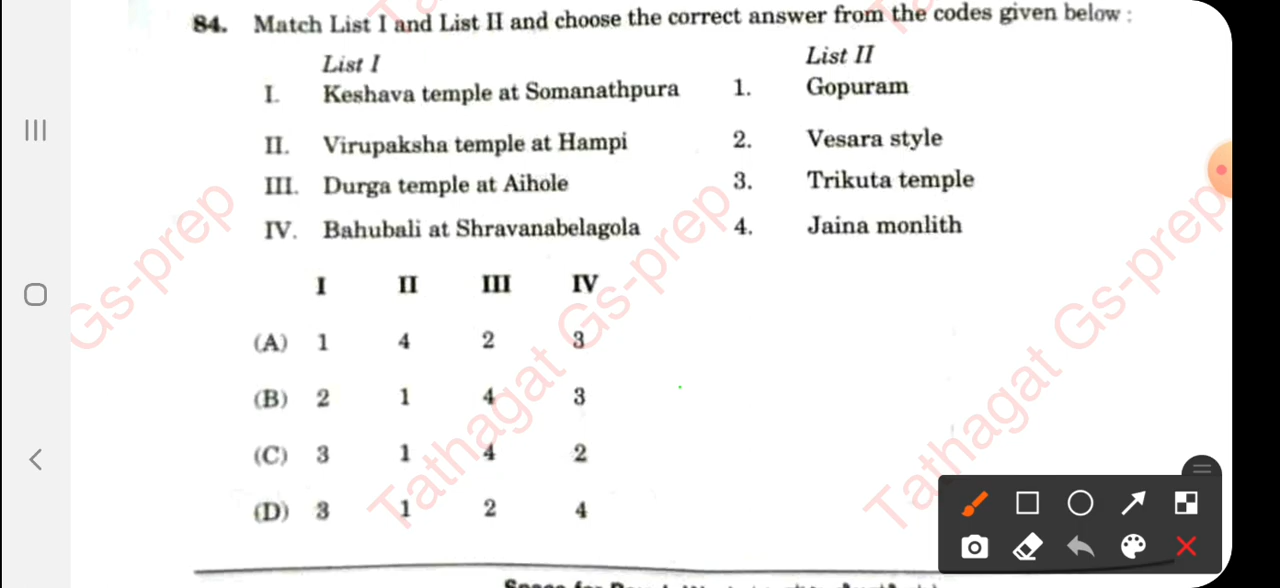 84. Match List I and List II and choose the correct answer from the codes given below :
List I List II
I. Keshava temple at Somanathpura 1. Gopuram
II. Virupaksha temple at Hampi 2. Vesara style
III. Durga temple at Aihole 3. Trikuta temple
IV. Bahubali at Shravanabelagola 4. Jaina monlith
I II III IV
(A) 1 4 2 3
(B) 2 1 4 3
(C) 3 1 4 2
(D) 3 1 2 4
Gs-prep
Tathagat Gs-prep
Tathagat Gs-prep